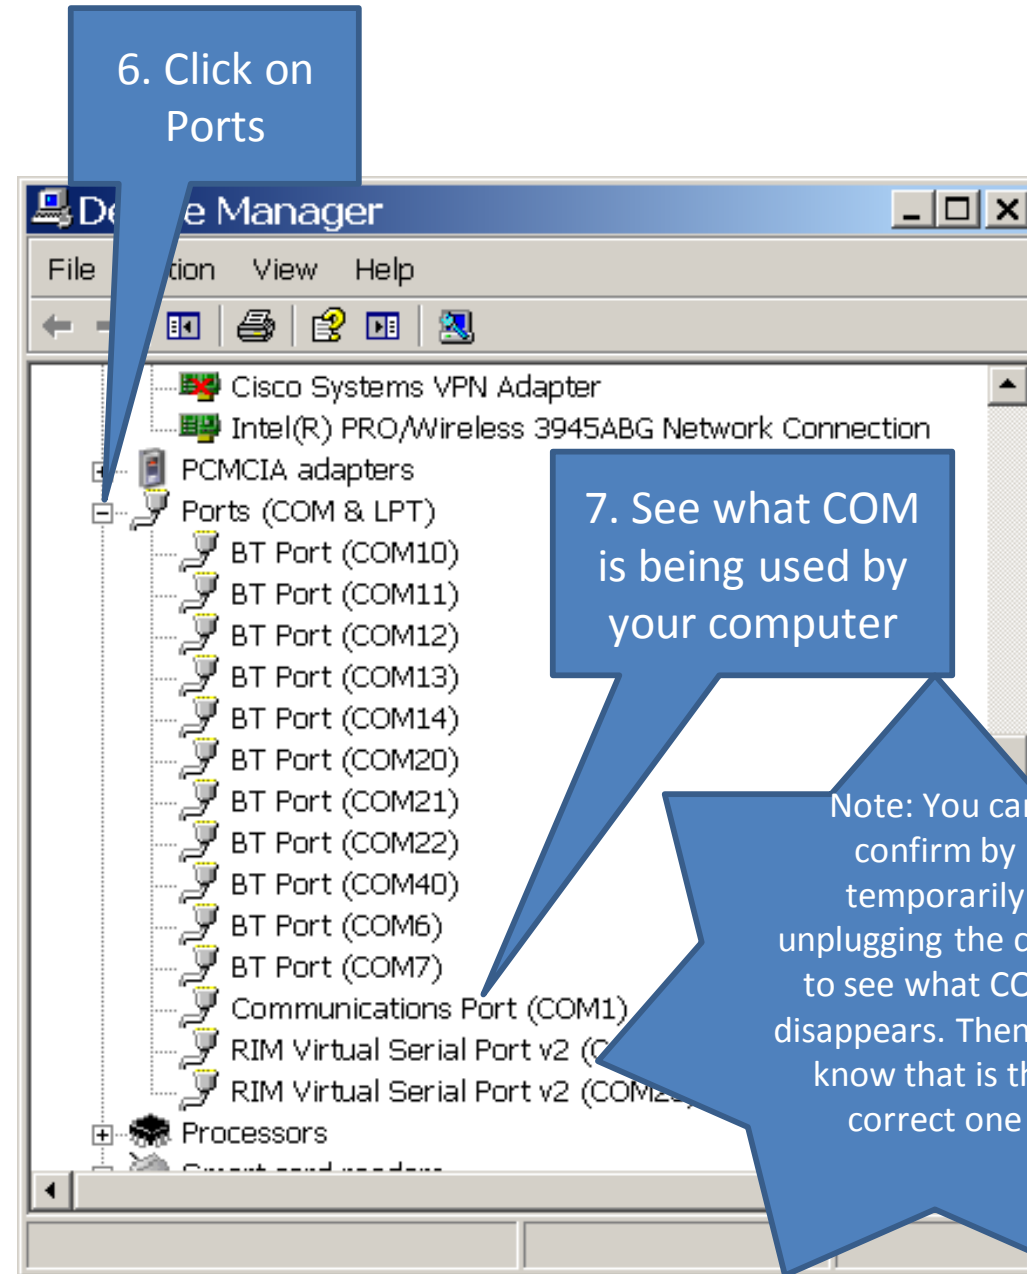 6. Click on
Ports
Manager
File
View Help
Cisco Systems VPN Adapter
Intel(R) PRO/Wireless 3945ABG Network Connection
PCMCIA adapters
Ports (COM & LPT)
BT Port (COM10)
BT Port (COM11)
BT Port (COM12)
BT Port (COM13)
BT Port (COM14)
BT Port (COM20)
BT Port (COM21)
BT Port (COM22)
BT Port (COM40)
BT Port (COM6)
BT Port (COM7)
Communications Port (COM1)
RIM Virtual Serial Port v2
RIM Virtual Serial Port v2
Processors
7. See what COM
is being used by
your computer
Note: You
confirm by
temporarily
unplugging the
to see what
disappears. Then
know that is
correct one